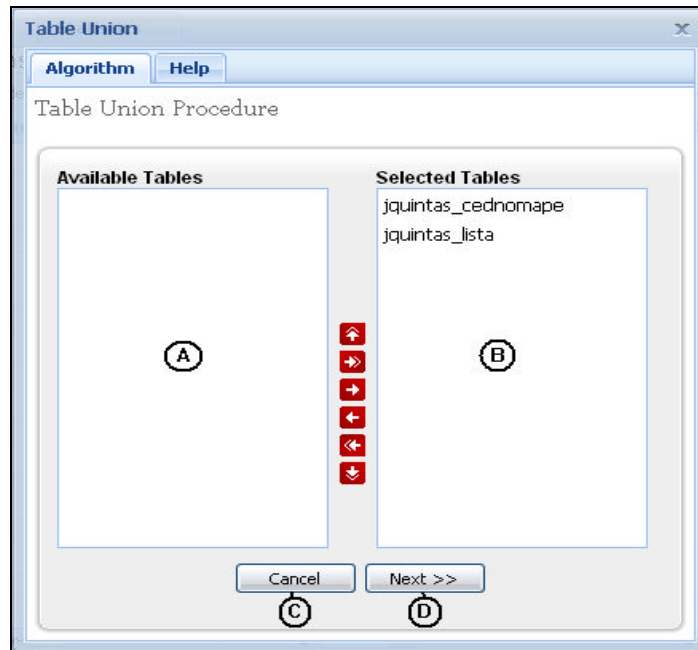 Table Union
Algorithm Help
Table Union Procedure
Available Tables
Selected Tables
jquintas_cednomape
jquintas_lista
A
B
Cancel
Next >>
C
D